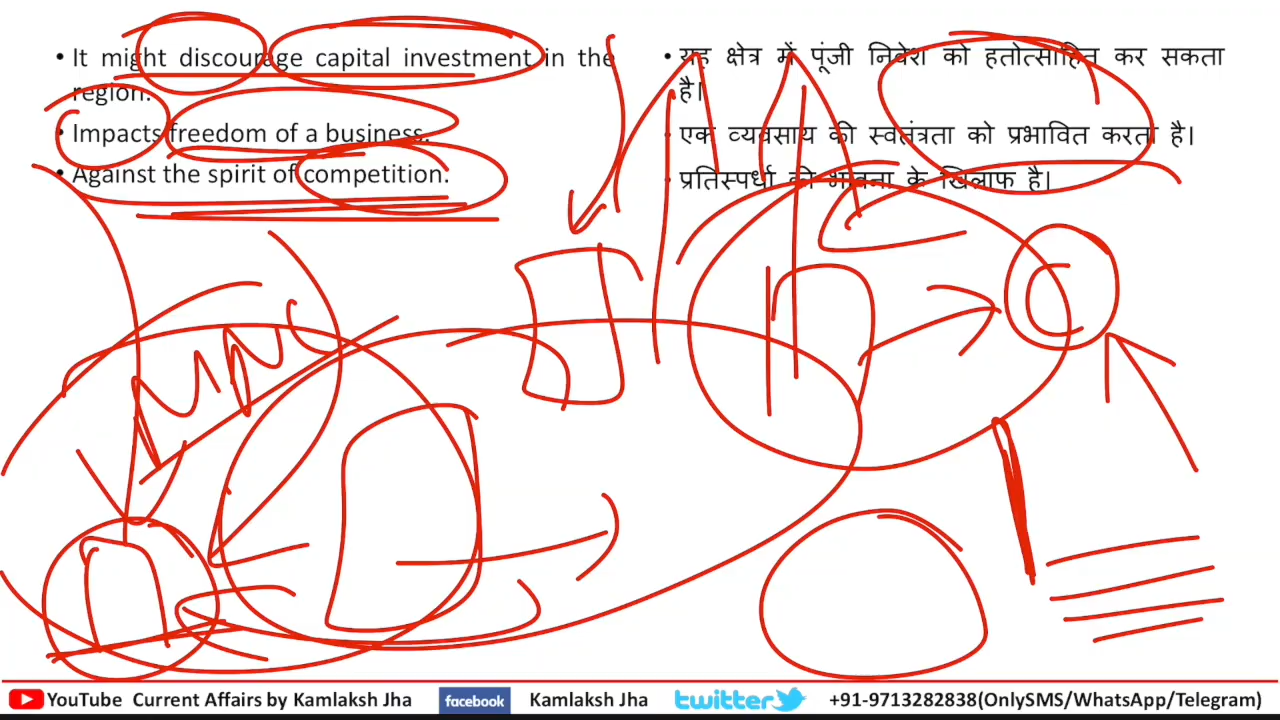 • It might discourage capital investment in the
region.
• Impacts freedom of a business.
• Against the spirit of competition.
• यह क्षेत्र में पूंजी निवेश को हतोत्साहित कर सकता
है।
• एक व्यवसाय की स्वतंत्रता को प्रभावित करता है।
• प्रतिस्पर्धा की भावना के खिलाफ है।
YouTube Current Affairs by Kamlaksh Jha facebook Kamlaksh Jha twitter +91-9713282838(OnlySMS/WhatsApp/Telegram)